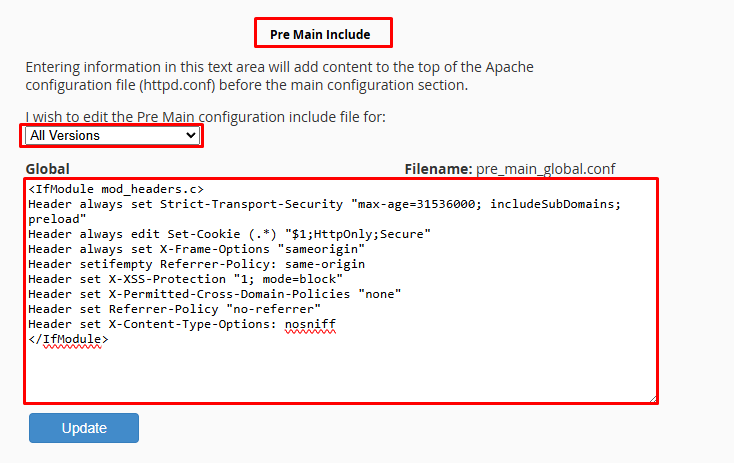 Pre Main Include
Entering information in this text area will add content to the top of the Apache
configuration file (httpd.conf) before the main configuration section.
I wish to edit the Pre Main configuration include file for:
All Versions
Global Filename: pre_main_global.conf
<IfModule mod_headers.c>
Header always set Strict-Transport-Security "max-age=31536000; includeSubDomains;
preload"
Header always edit Set-Cookie (.*) "$1;HttpOnly;Secure"
Header always set X-Frame-Options "sameorigin"
Header setifempty Referrer-Policy: same-origin
Header set X-XSS-Protection "1; mode=block"
Header set X-Permitted-Cross-Domain-Policies "none"
Header set Referrer-Policy "no-referrer"
Header set X-Content-Type-Options: nosniff
</IfModule>
Update